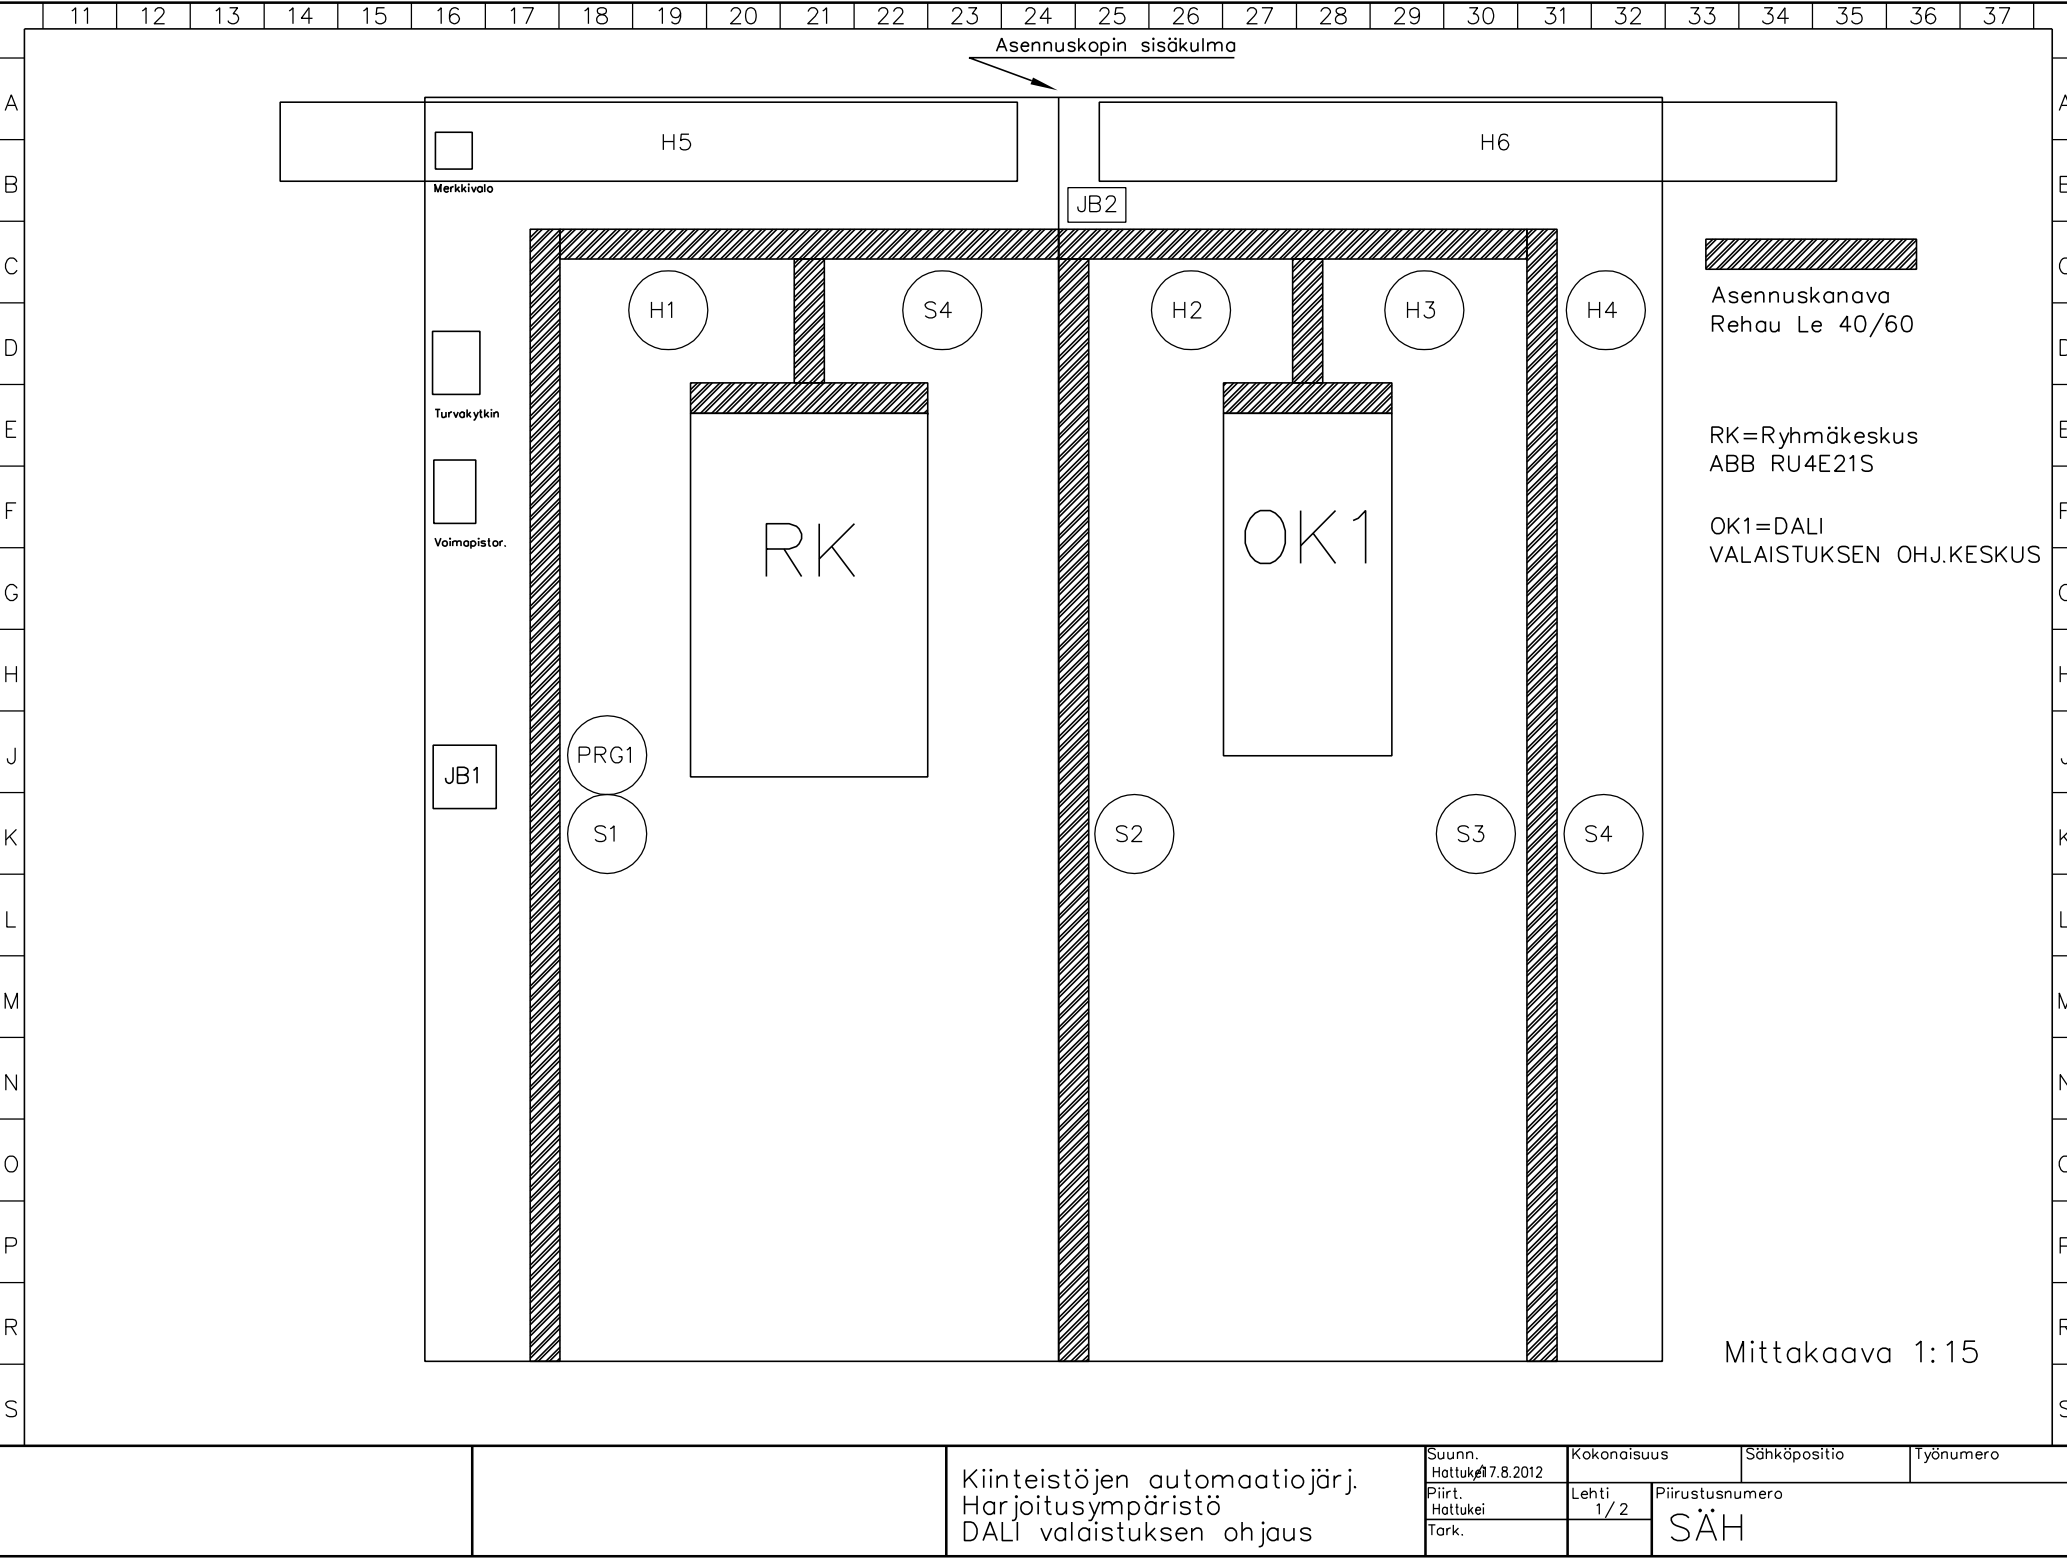 11 12 13 14 15 16 17 18 19 20 21 22 23 24 25 26 27 28 29 30 31 32 33 34 35 36 37
Asennuskopin sisäkulma
A
H5
H6
B
Merkkivalo
JB2
C
H1
S4
H2
H3
H4
Asennuskanava
Rehau Le 40/60
D
Turvakytkin
E
RK=Ryhmäkeskus
ABB RU4E21S
F
RK
OK1
OK1=DALI
VALAISTUKSEN OHJ.KESKUS
Voimapistor.
G
H
J
JB1
PRG1
K
S1
S2
S3
S4
L
M
N
O
P
R
Mittakaava 1:15
S
Kiinteistöjen automaatiojärj.
Harjoitusympäristö
DALI valaistuksen ohjaus
Suunn.
Hattukei 17.8.2012
Piirt.
Hattukei
Tark.
Kokonaisuus
Sähköpositio
Työnumero
Lehti
1/2
Piirustusnumero
SÄH